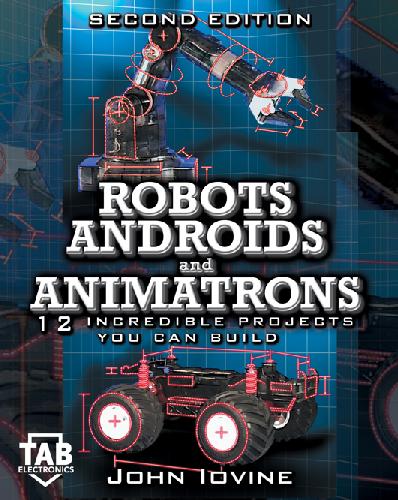 SECOND EDITION
ROBOTS
ANDROIDS
and
ANIMATRONS
12 INCREDIBLE PROJECTS
YOU CAN BUILD
TAB
ELECTRONICS
JOHN IOVINE